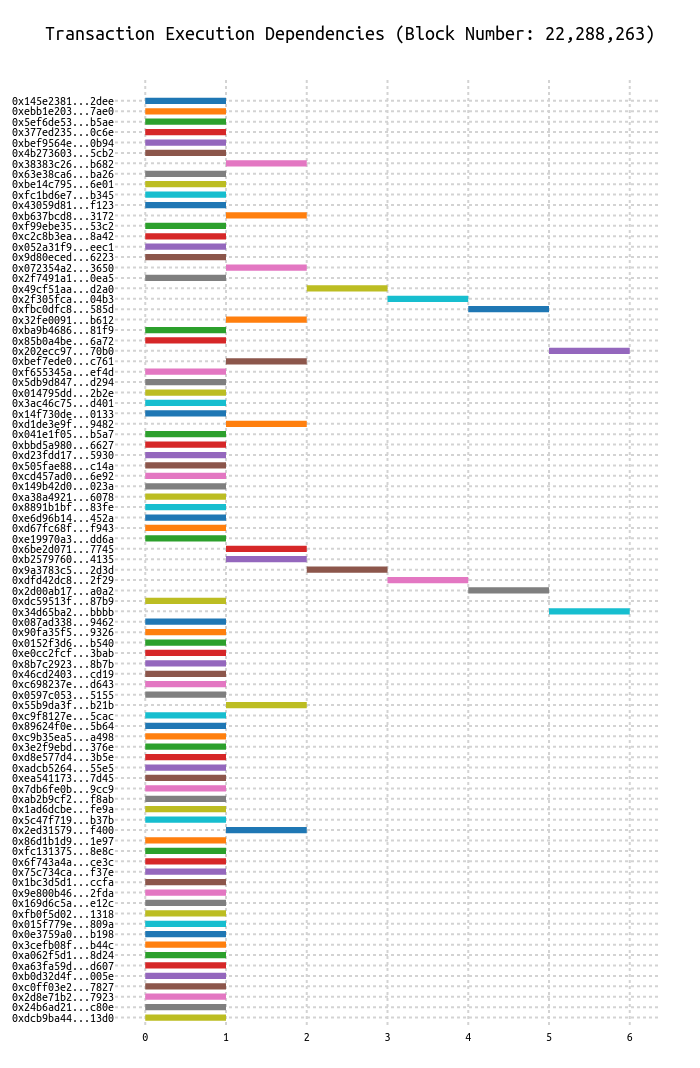 Transaction Execution Dependencies (Block Number: 22,288,263)
0x145e2381...2dee
0xebb1e203...7ae0
0x5ef6de53...b5ae
0x377ed235...0c6e
0xbef9564e...0b94
0x4b273603...5cb2
0x38383c26...b682
0x63e38ca6...ba26
0xbe14c795...6e01
0xfc1bd6e7...b345
0x43059d81...f123
0xb637bcd8...3172
0xf99ebe35...53c2
0xc2c8b3ea...8a42
0x052a31f9...eec1
0x9d80eced...6223
0x072354a2...3650
0x2f7491a1...0ea5
0x49cf51aa...d2a0
0x2f305fca...04b3
0xfbc0dfc8...585d
0x32fe0091...b612
0xba9b4686...81f9
0x85b0a4be...6a72
0x202ecc97...70b0
0xbef7ede0...c761
0xf655345a...ef4d
0x5db9d847...d294
0x014795dd...2b2e
0x3ac46c75...d401
0x14f730de...0133
0xd1de3e9f...9482
0x041e1f05...b5a7
0xbbd5a980...6627
0xd23fdd17...5930
0x505fae88...c14a
0xcd457ad0...6e92
0x149b42d0...023a
0xa38a4921...6078
0x8891b1bf...83fe
0xe6d96b14...452a
0xd67fc68f...f943
0xe19970a3...dd6a
0x6be2d071...7745
0xb2579760...4135
0x9a3783c5...2d3d
0xdfd42dc8...2f29
0x2d00ab17...a0a2
0xdc59513f...87b9
0x34d65ba2...bbbb
0x087ad338...9462
0x90fa35f5...9326
0x0152f3d6...b540
0xe0cc2fcf...3bab
0x8b7c2923...8b7b
0x46cd2403...cd19
0xc698237e...d643
0x0597c053...5155
0x55b9da3f...b21b
0xc9f8127e...5cac
0x89624f0e...5b64
0xc9b35ea5...a498
0x3e2f9ebd...376e
0xd8e577d4...3b5e
0xadcb5264...55e5
0xea541173...7d45
0x7db6fe0b...9cc9
0xab2b9cf2...f8ab
0x1ad6dcbe...fe9a
0x5c47f719...b37b
0x2ed31579...f400
0x86d1b1d9...1e97
0xfc131375...8e8c
0x6f743a4a...ce3c
0x75c734ca...f37e
0x1bc3d5d1...ccfa
0x9e800b46...2fda
0x169d6c5a...e12c
0xfb0f5d02...1318
0x015f779e...809a
0x0e3759a0...b198
0x3cefb08f...b44c
0xa062f5d1...8d24
0xa63fa59d...d607
0xb0d32d4f...005e
0xc0ff03e2...7827
0x2d8e71b2...7923
0x24b6ad21...c80e
0xdcb9ba44...13d0
0 1 2 3 4 5 6